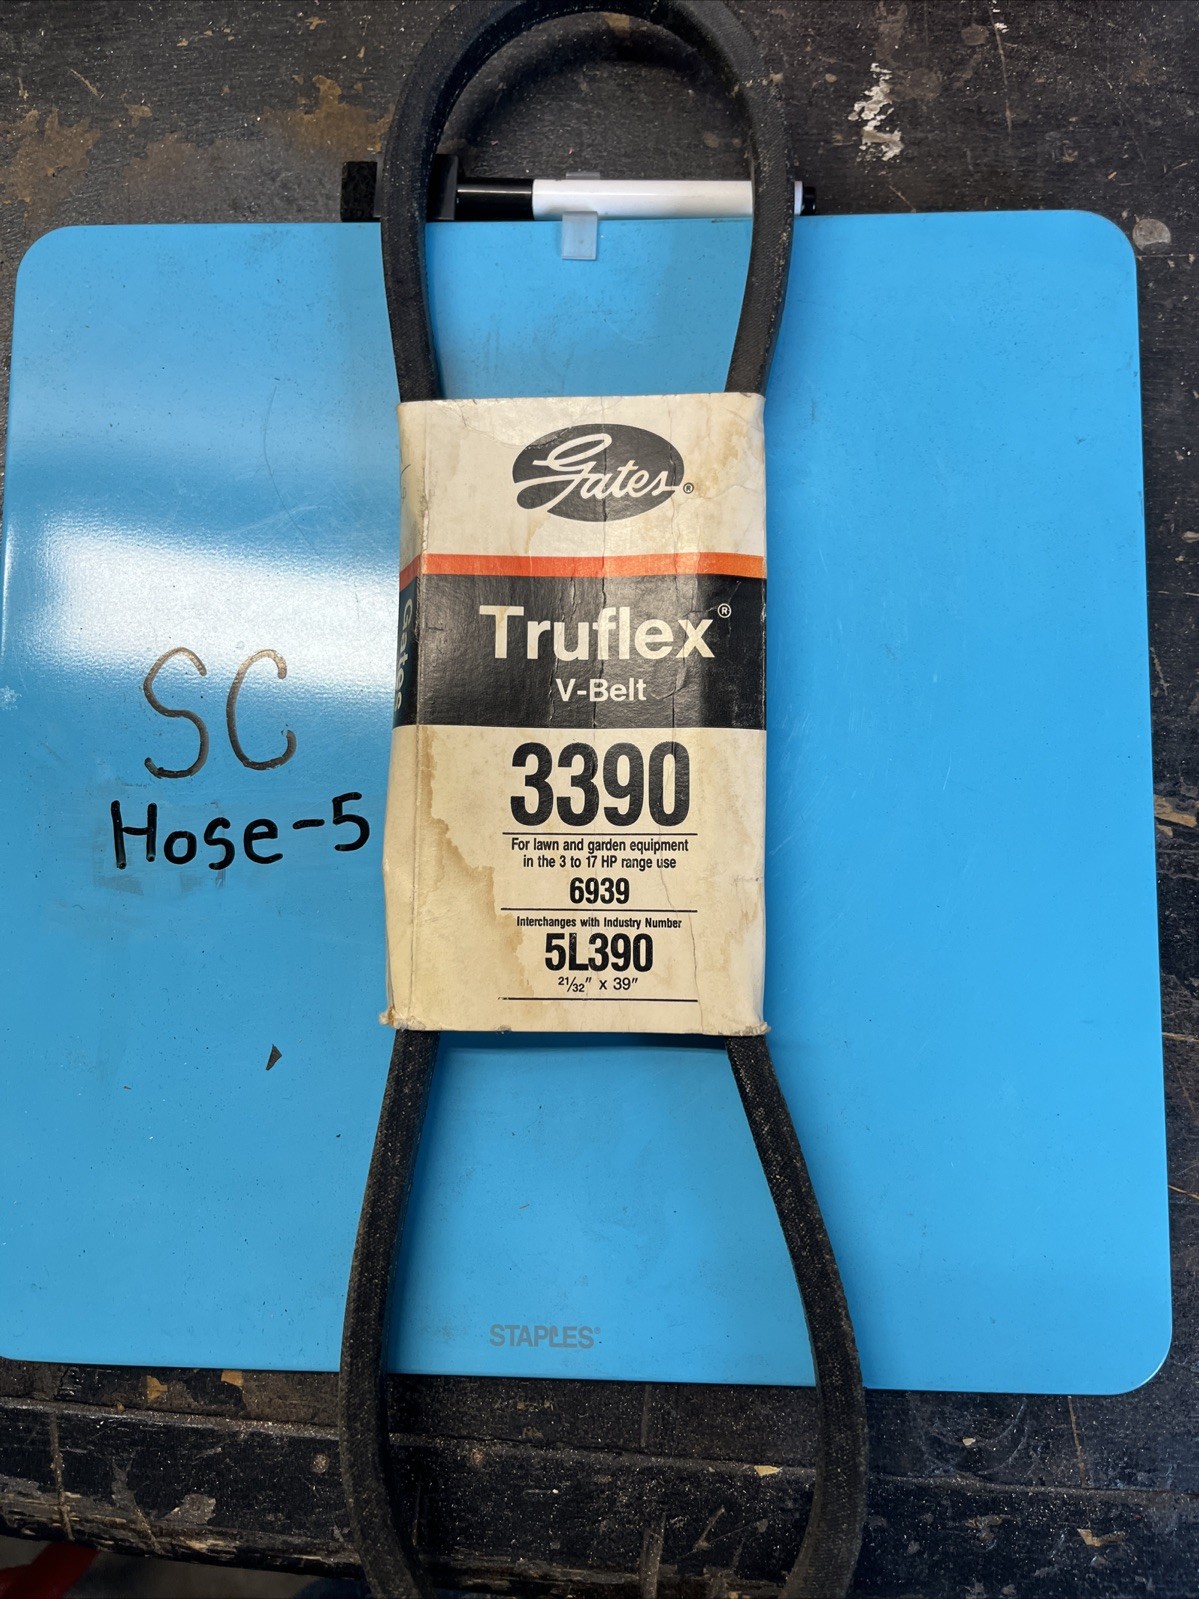 Gates®
Truflex®
V-Belt
3390
For lawn and garden equipment
in the 3 to 17 HP range use
6939
Interchanges with Industry Number
5L390
21/32" x 39"
Gates
SC
Hose-5
STAPLES®